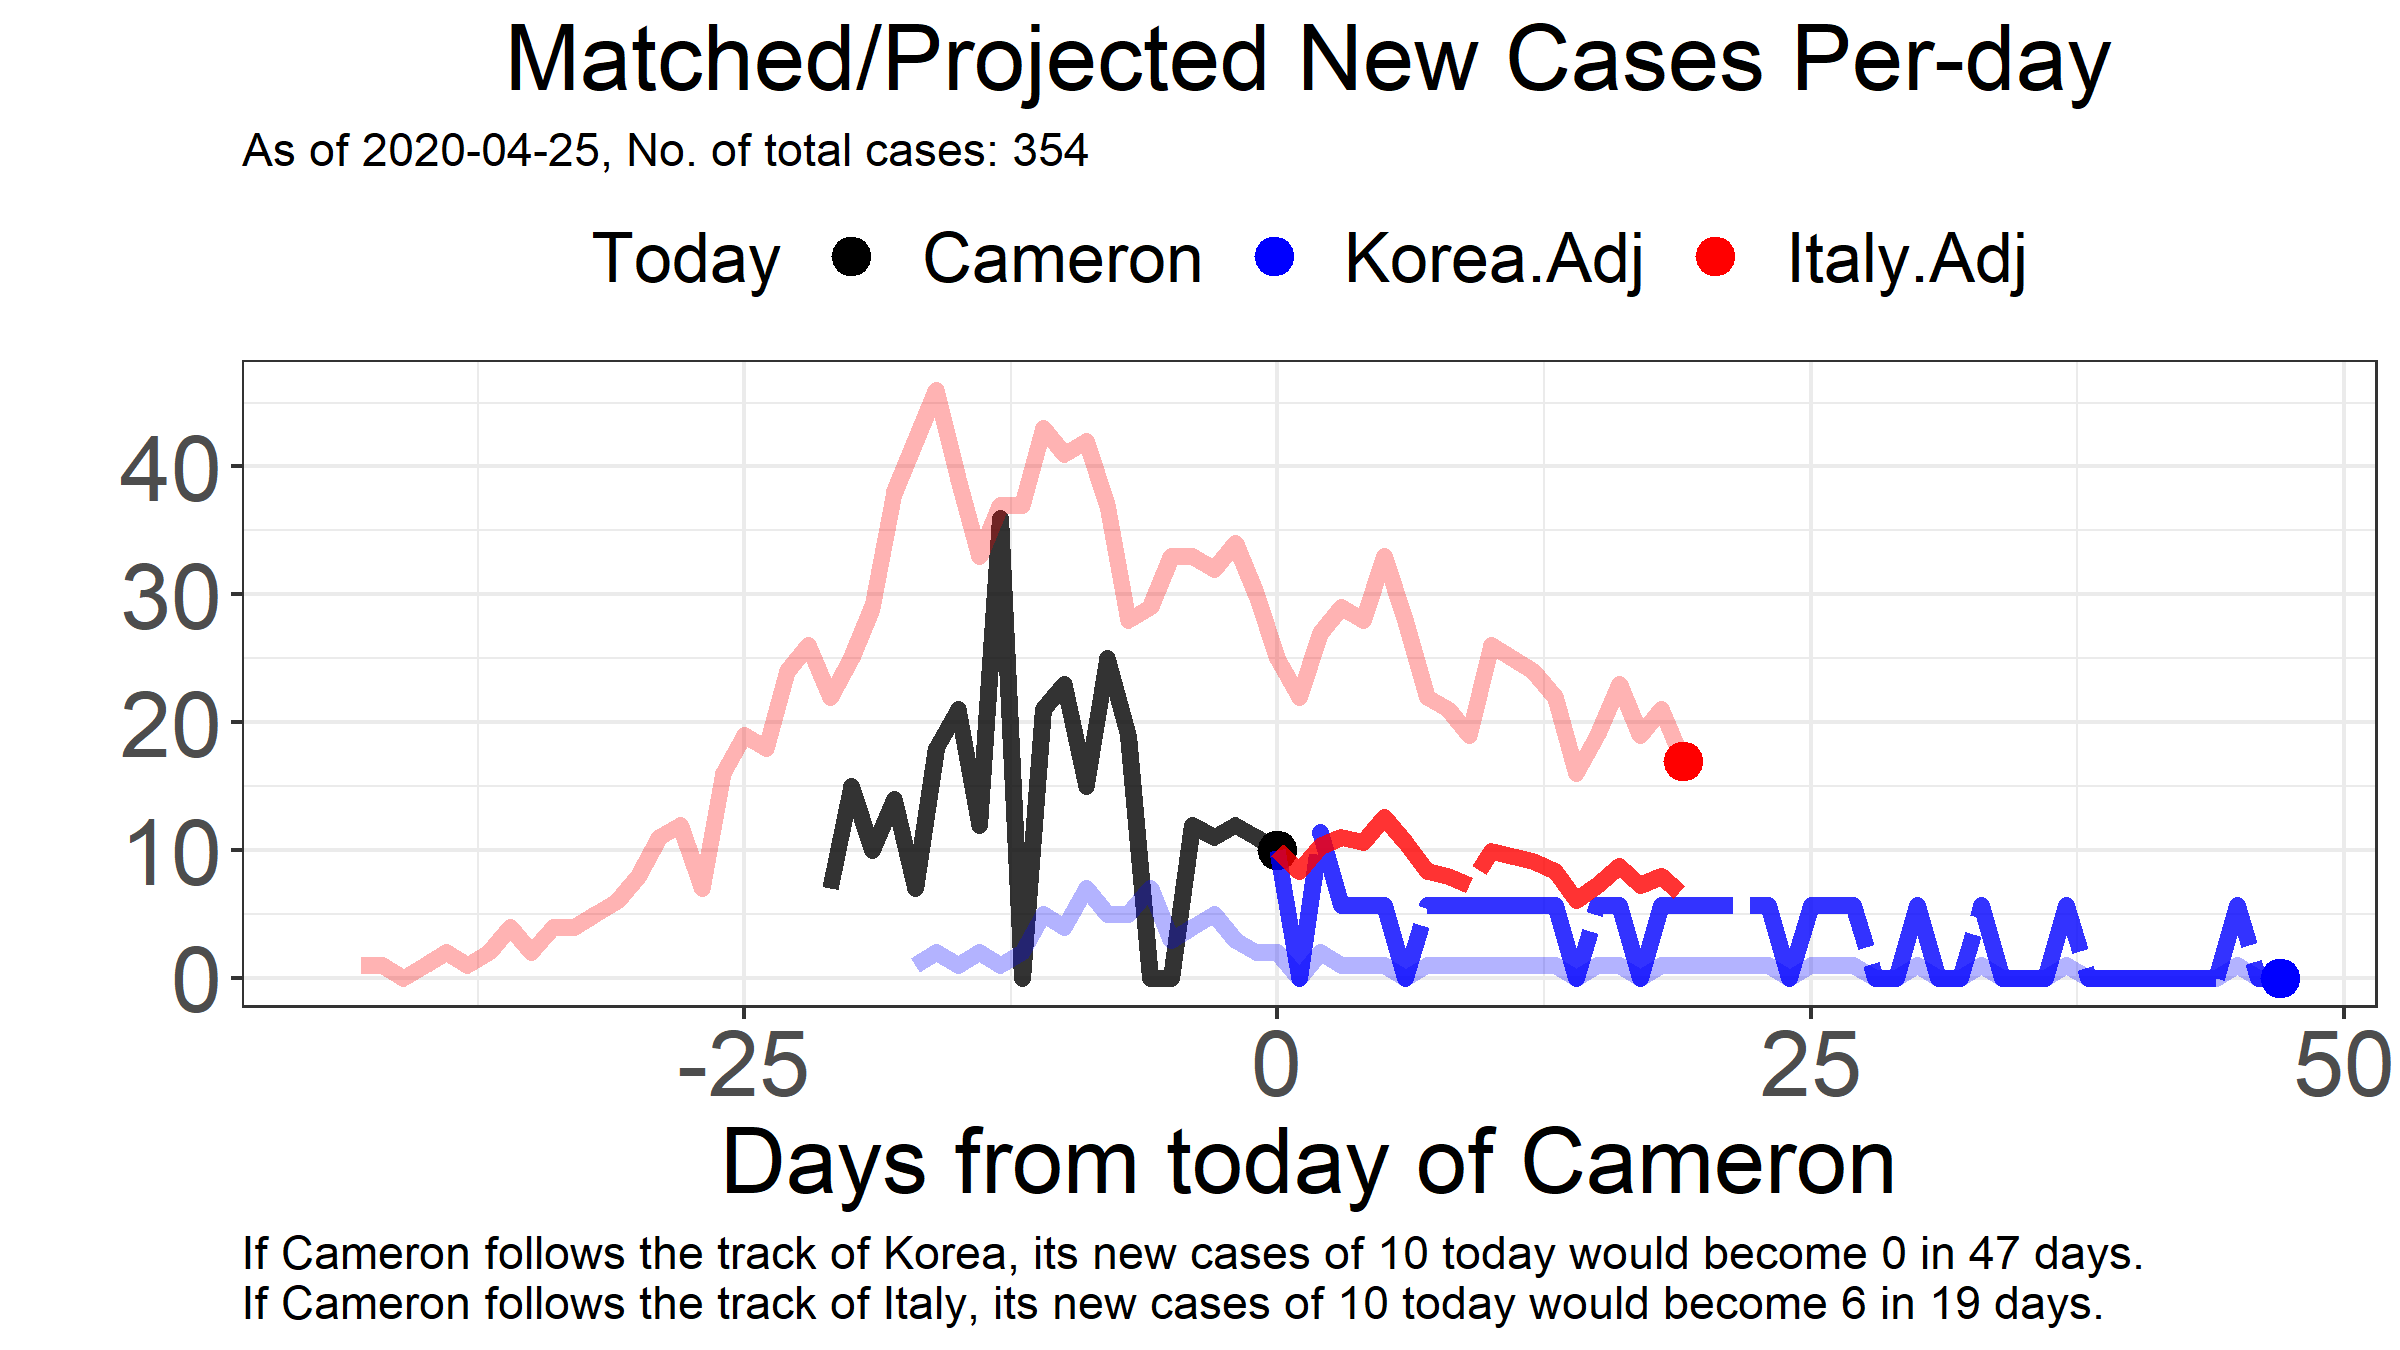 Matched/Projected New Cases Per-day
As of 2020-04-25, No. of total cases: 354
Today Cameron Korea.Adj Italy.Adj
40
30
20
10
0
-25 0 25 50
Days from today of Cameron
If Cameron follows the track of Korea, its new cases of 10 today would become 0 in 47 days.
If Cameron follows the track of Italy, its new cases of 10 today would become 6 in 19 days.